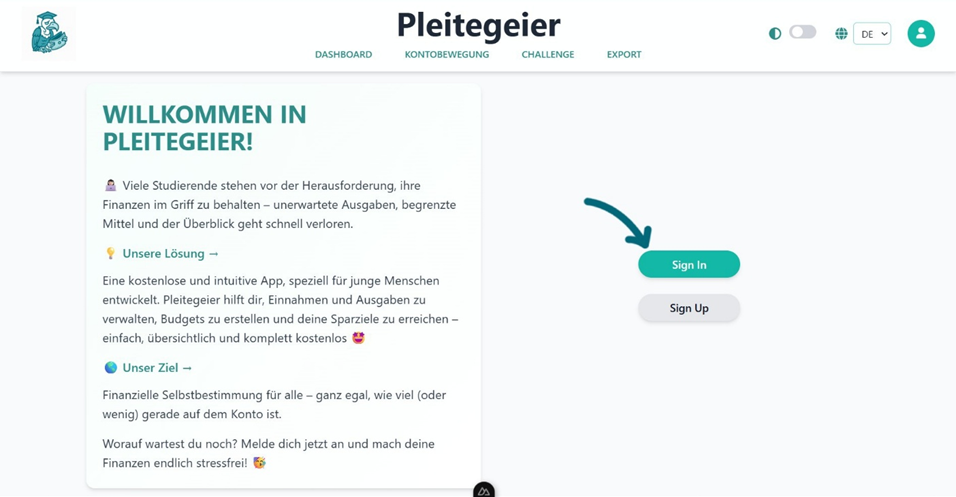 Pleitegeier
DASHBOARD
KONTOBEWEGUNG
CHALLENGE
EXPORT
DE
WILLKOMMEN IN
PLEITEGEIER!
Viele Studierende stehen vor der Herausforderung, ihre
Finanzen im Griff zu behalten – unerwartete Ausgaben, begrenzte
Mittel und der Überblick geht schnell verloren.
Unsere Lösung →
Eine kostenlose und intuitive App, speziell für junge Menschen
entwickelt. Pleitegeier hilft dir, Einnahmen und Ausgaben zu
verwalten, Budgets zu erstellen und deine Sparziele zu erreichen –
einfach, übersichtlich und komplett kostenlos 🤩
Unser Ziel →
Finanzielle Selbstbestimmung für alle – ganz egal, wie viel (oder
wenig) gerade auf dem Konto ist.
Worauf wartest du noch? Melde dich jetzt an und mach deine
Finanzen endlich stressfrei! 🥳
Sign In
Sign Up